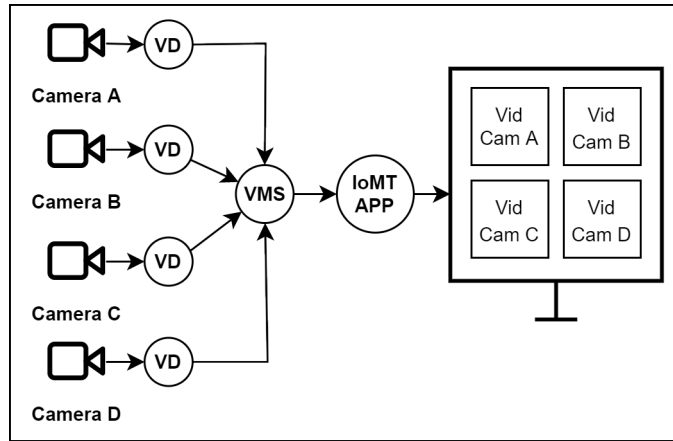 VD
Camera A
VD
Camera B
VD
Camera C
VD
Camera D
VMS
IoMT
APP
Vid
Cam A
Vid
Cam B
Vid
Cam C
Vid
Cam D